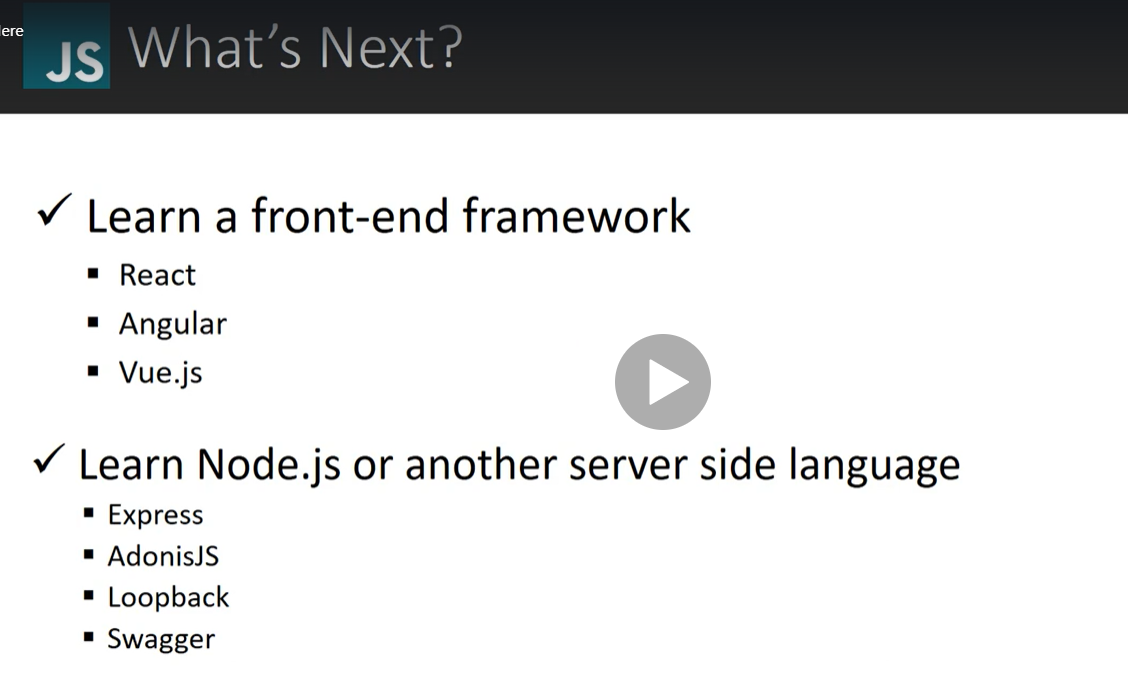 ere
JS What's Next?
✓ Learn a front-end framework
▪ React
▪ Angular
▪ Vue.js
✓ Learn Node.js or another server side language
▪ Express
▪ AdonisJS
▪ Loopback
▪ Swagger